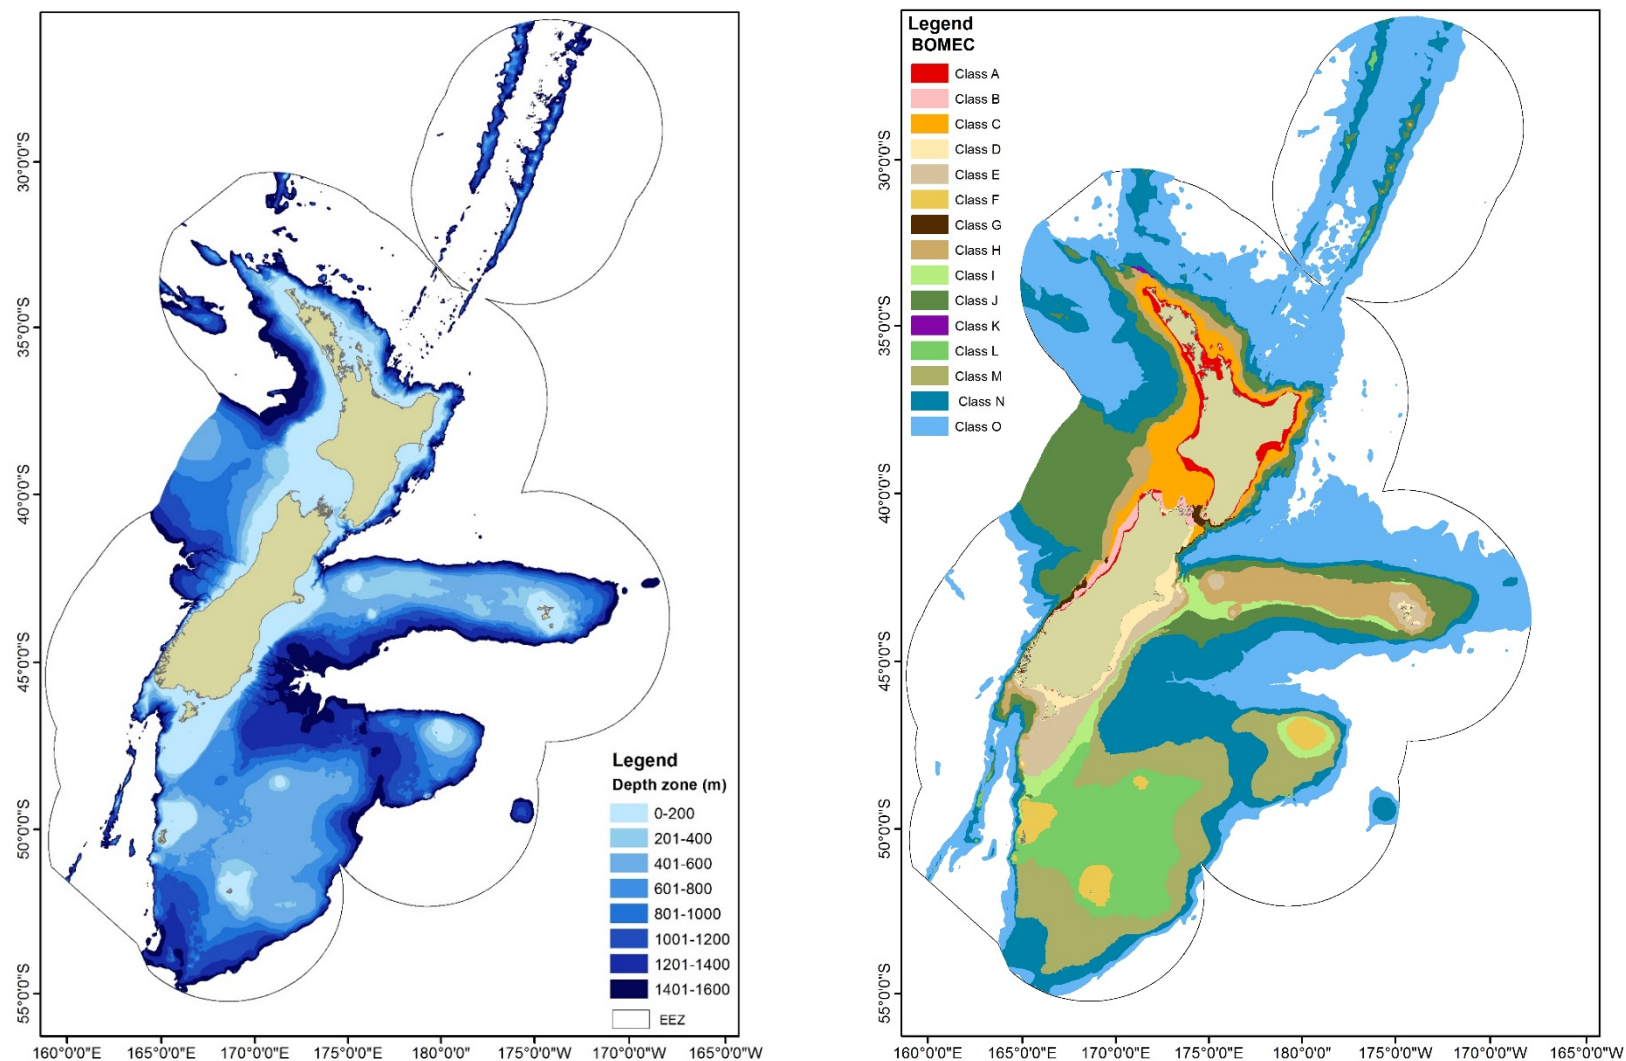 30°0'0"S
35°0'0"S
40°0'0"S
45°0'0"S
50°0'0"S
55°0'0"S
Legend
Depth zone (m)
0-200
201-400
401-600
601-800
801-1000
1001-1200
1201-1400
1401-1600
EEZ
160°0'0"E 165°0'0"E 170°0'0"E 175°0'0"E 180°0'0" 175°0'0"W 170°0'0"W 165°0'0"W
Legend
BOMEC
Class A
Class B
Class C
Class D
Class E
Class F
Class G
Class H
Class I
Class J
Class K
Class L
Class M
Class N
Class O
30°0'0"S
35°0'0"S
40°0'0"S
45°0'0"S
50°0'0"S
55°0'0"S
160°0'0"E 165°0'0"E 170°0'0"E 175°0'0"E 180°0'0" 175°0'0"W 170°0'0"W 165°0'0"W